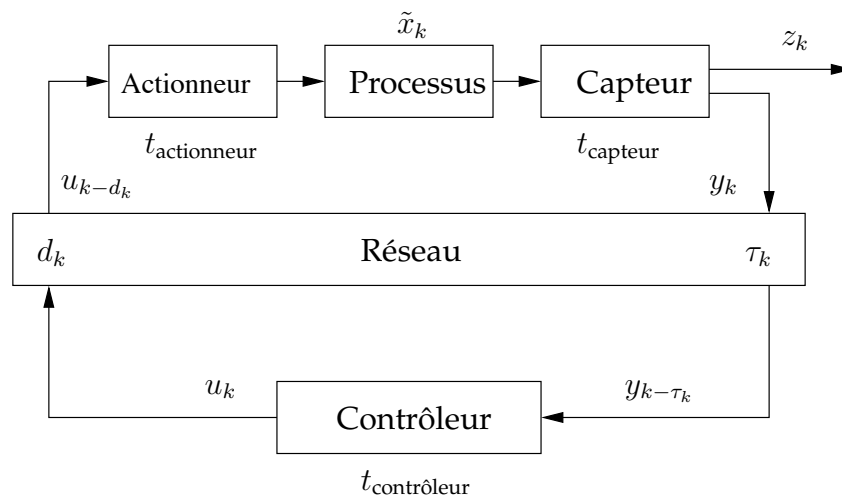 x̃_k
z_k
Actionneur
Processus
Capteur
t_actionneur
t_capteur
u_{k−d_k}
y_k
d_k
Réseau
τ_k
u_k
y_{k−τ_k}
Contrôleur
t_contrôleur